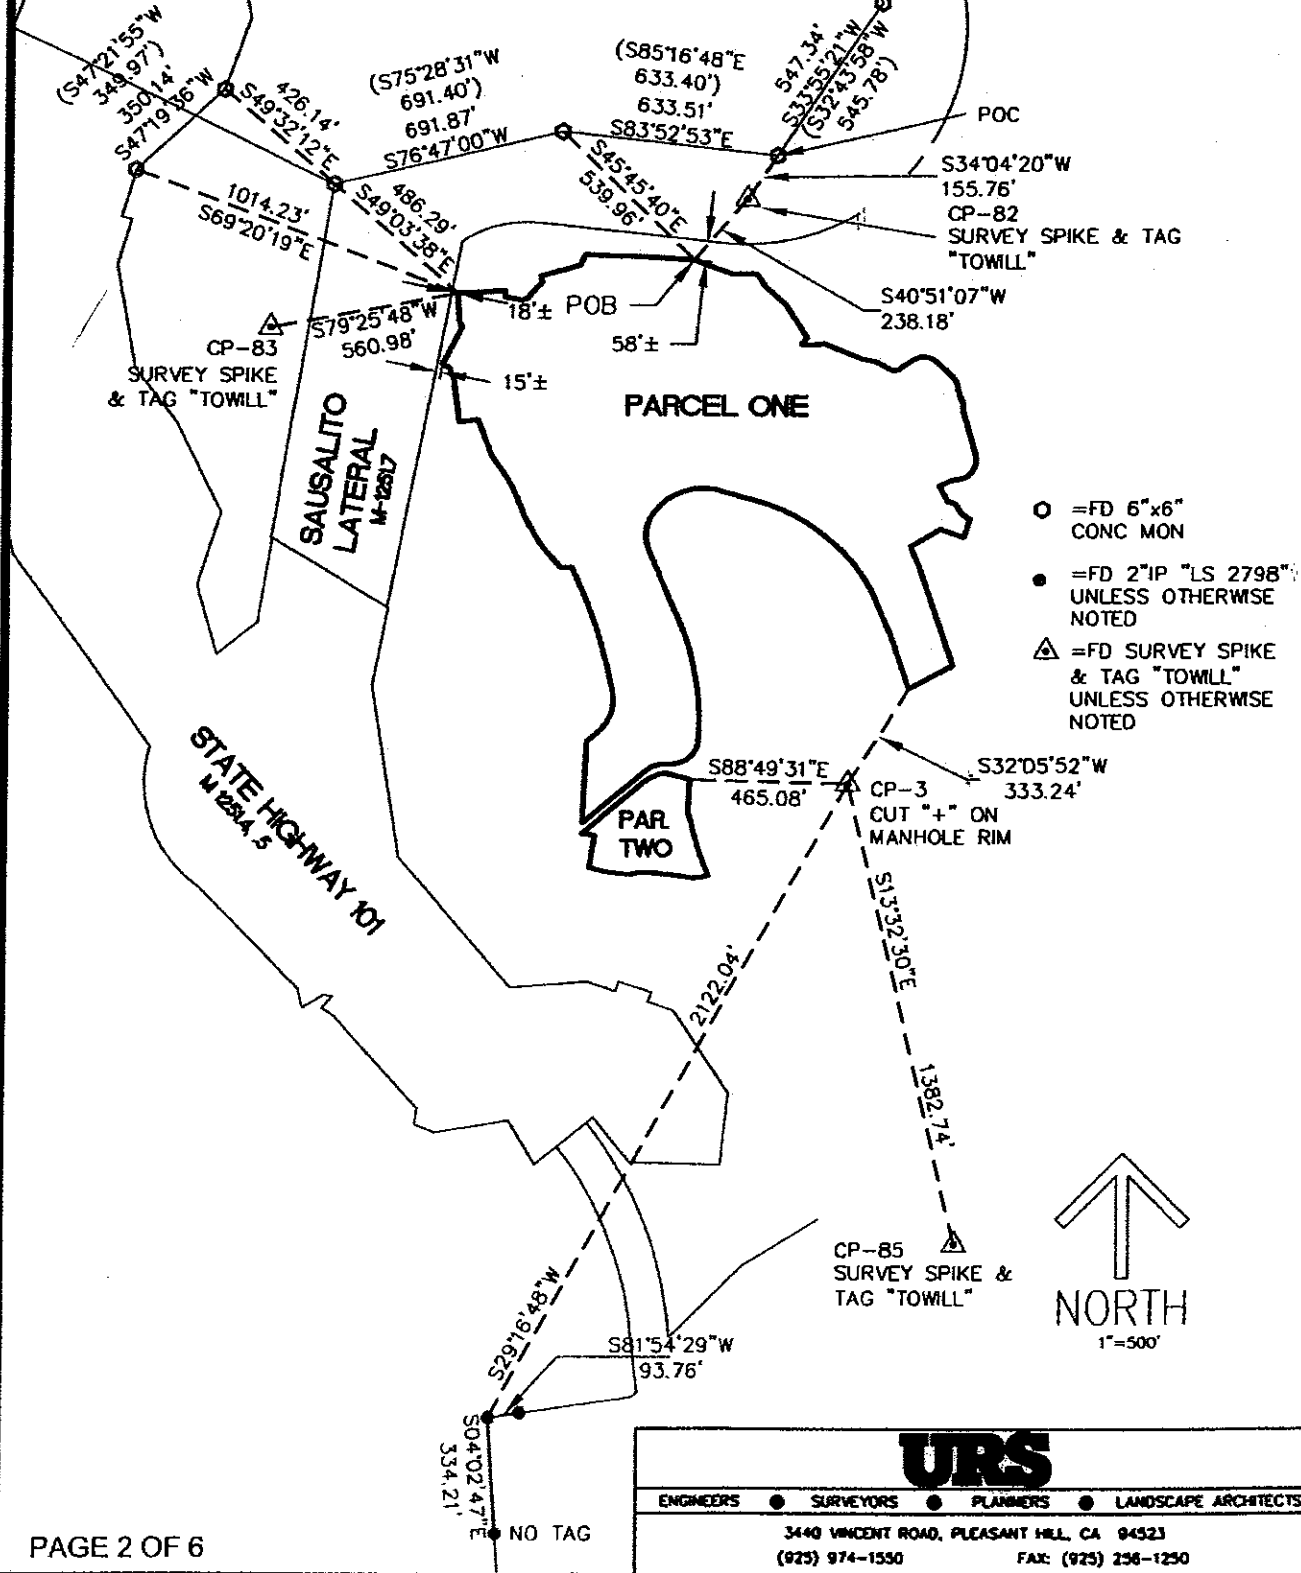 (S47°21'55"W
349.97')
350.14'
S47°19'36"W
426.14'
S49°32'12"E
(S75°28'31"W
691.40')
691.87'
S76°47'00"W
(S85°16'48"E
633.40')
633.51'
S83°52'53"E
547.34'
S33°55'21"W
(S32°43'58"W
545.78')
POC
S34°04'20"W
155.76'
CP-82
SURVEY SPIKE & TAG
"TOWILL"
1014.23'
S69°20'19"E
486.29'
S49°03'38"E
S45°45'40"E
539.96'
S40°51'07"W
238.18'
S79°25'48"W
560.98'
18'±
POB
58'±
15'±
CP-83
SURVEY SPIKE
& TAG "TOWILL"
PARCEL ONE
SAUSALITO
LATERAL
M-1251.7
=FD 6"x6"
CONC MON
=FD 2"IP "LS 2798"
UNLESS OTHERWISE
NOTED
=FD SURVEY SPIKE
& TAG "TOWILL"
UNLESS OTHERWISE
NOTED
STATE HIGHWAY 101
M 1251.4, .5
S88°49'31"E
465.08'
S32°05'52"W
333.24'
CP-3
CUT "+" ON
MANHOLE RIM
PAR.
TWO
S13°32'30"E
1382.74'
2122.04'
S29°16'48"W
CP-85
SURVEY SPIKE &
TAG "TOWILL"
NORTH
1"=500'
S81°54'29"W
93.76'
S04°02'47"E
334.21'
NO TAG
URS
ENGINEERS ● SURVEYORS ● PLANNERS ● LANDSCAPE ARCHITECTS
3440 VINCENT ROAD, PLEASANT HILL, CA 94523
(925) 974-1550 FAX: (925) 256-1250
PAGE 2 OF 6